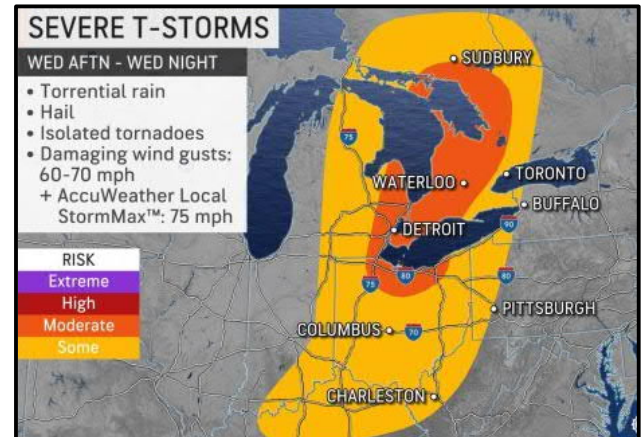 SEVERE T-STORMS
WED AFTN - WED NIGHT
• Torrential rain
• Hail
• Isolated tornadoes
• Damaging wind gusts:
60-70 mph
+ AccuWeather Local
StormMax™: 75 mph
RISK
Extreme
High
Moderate
Some
SUDBURY
75
WATERLOO
TORONTO
BUFFALO
DETROIT
90
75
80
80
PITTSBURGH
COLUMBUS
70
CHARLESTON